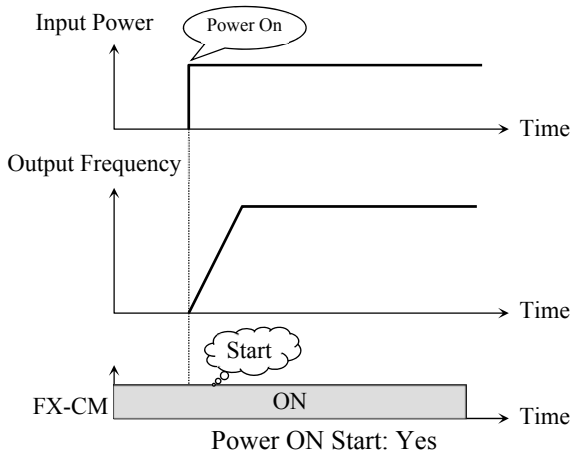 Input Power
Power On
Time
Output Frequency
Time
Start
FX-CM
ON
Time
Power ON Start: Yes